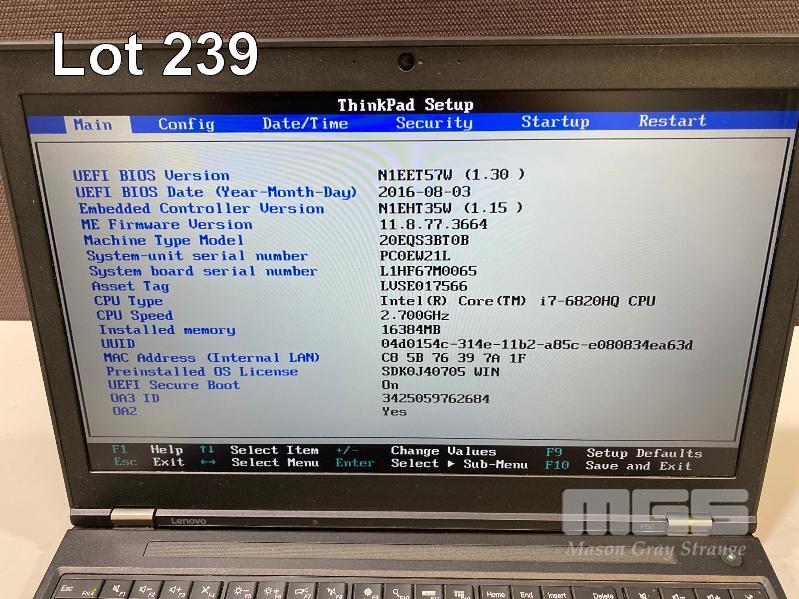 Lot 239
ThinkPad Setup
Main Config Date/Time Security Startup Restart
UEFI BIOS Version N1EET57W (1.30 )
UEFI BIOS Date (Year-Month-Day) 2016-08-03
Embedded Controller Version N1EHT35W (1.15 )
ME Firmware Version 11.8.77.3664
Machine Type Model 20EQS3BT0B
System-unit serial number PC0EW21L
System board serial number L1HF67M0065
Asset Tag LUSE017566
CPU Type Intel(R) Core(TM) i7-6820HQ CPU
CPU Speed 2.700GHz
Installed memory 16384MB
UUID 04d0154c-314e-11b2-a85c-e080834ea63d
MAC Address (Internal LAN) C8 5B 76 39 7A 1F
Preinstalled OS License SDK0J40705 WIN
UEFI Secure Boot On
OA3 ID 3425059762684
OA2 Yes
F1 Help ↑↓ Select Item +/- Change Values F9 Setup Defaults
Esc Exit ←→ Select Menu Enter Select ▶ Sub-Menu F10 Save and Exit
MGS
Lenovo P50
Mason Gray Strange
Esc Home End Insert Delete